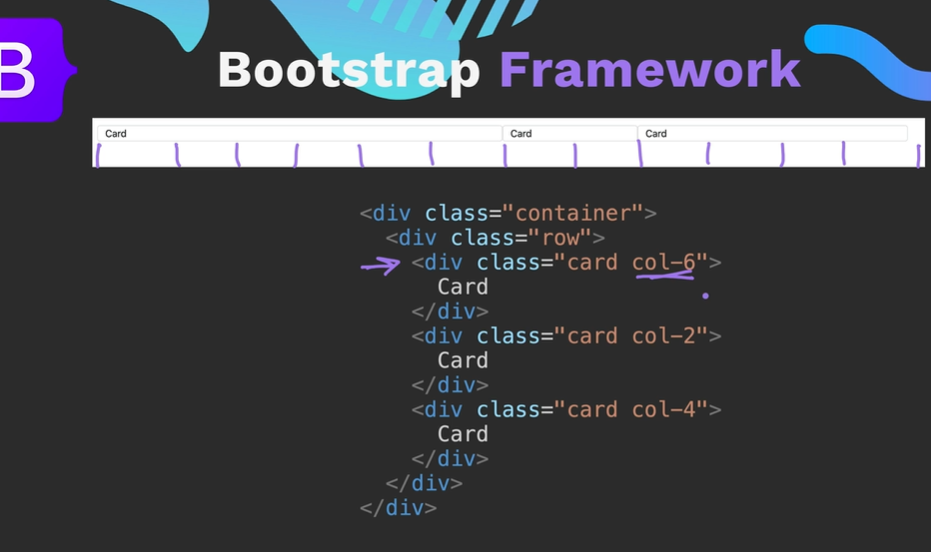 B
Bootstrap Framework
Card Card Card
<div class="container">
<div class="row">
<div class="card col-6">
Card
</div>
<div class="card col-2">
Card
</div>
<div class="card col-4">
Card
</div>
</div>
</div>